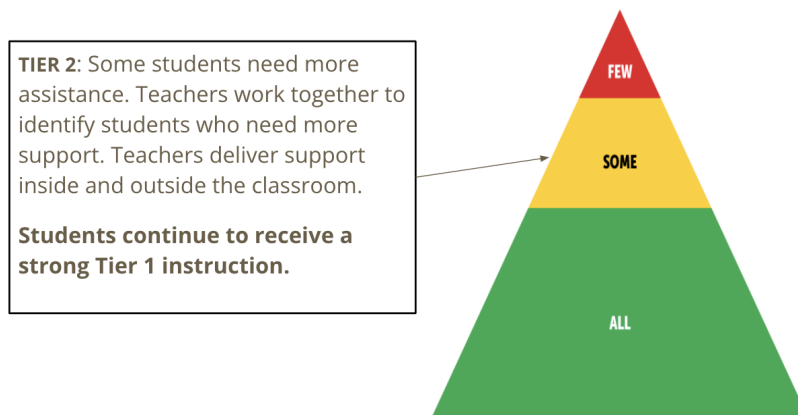 TIER 2: Some students need more
assistance. Teachers work together to
identify students who need more
support. Teachers deliver support
inside and outside the classroom.
Students continue to receive a
strong Tier 1 instruction.
FEW
SOME
ALL